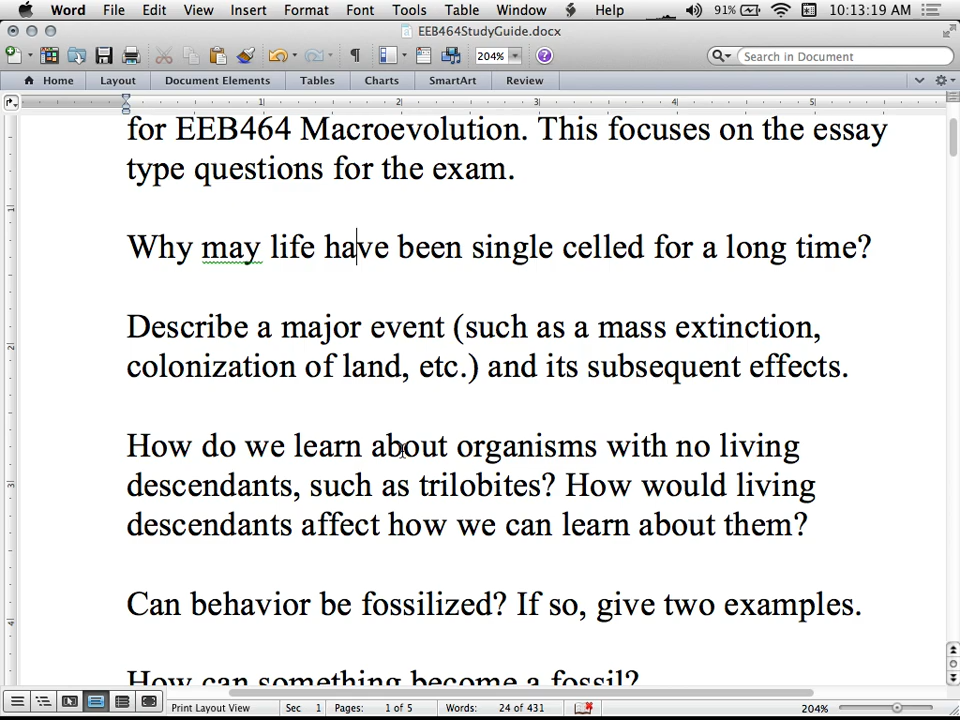 Word File Edit View Insert Format Font Tools Table Window Help 91% 10:13:19 AM
EEB464StudyGuide.docx
204% Search in Document
Home Layout Document Elements Tables Charts SmartArt Review
1 2 3 4 5
for EEB464 Macroevolution. This focuses on the essay
type questions for the exam.
Why may life have been single celled for a long time?
Describe a major event (such as a mass extinction,
colonization of land, etc.) and its subsequent effects.
How do we learn about organisms with no living
descendants, such as trilobites? How would living
descendants affect how we can learn about them?
Can behavior be fossilized? If so, give two examples.
How can something become a fossil?
Print Layout View Sec 1 Pages: 1 of 5 Words: 24 of 431 204%